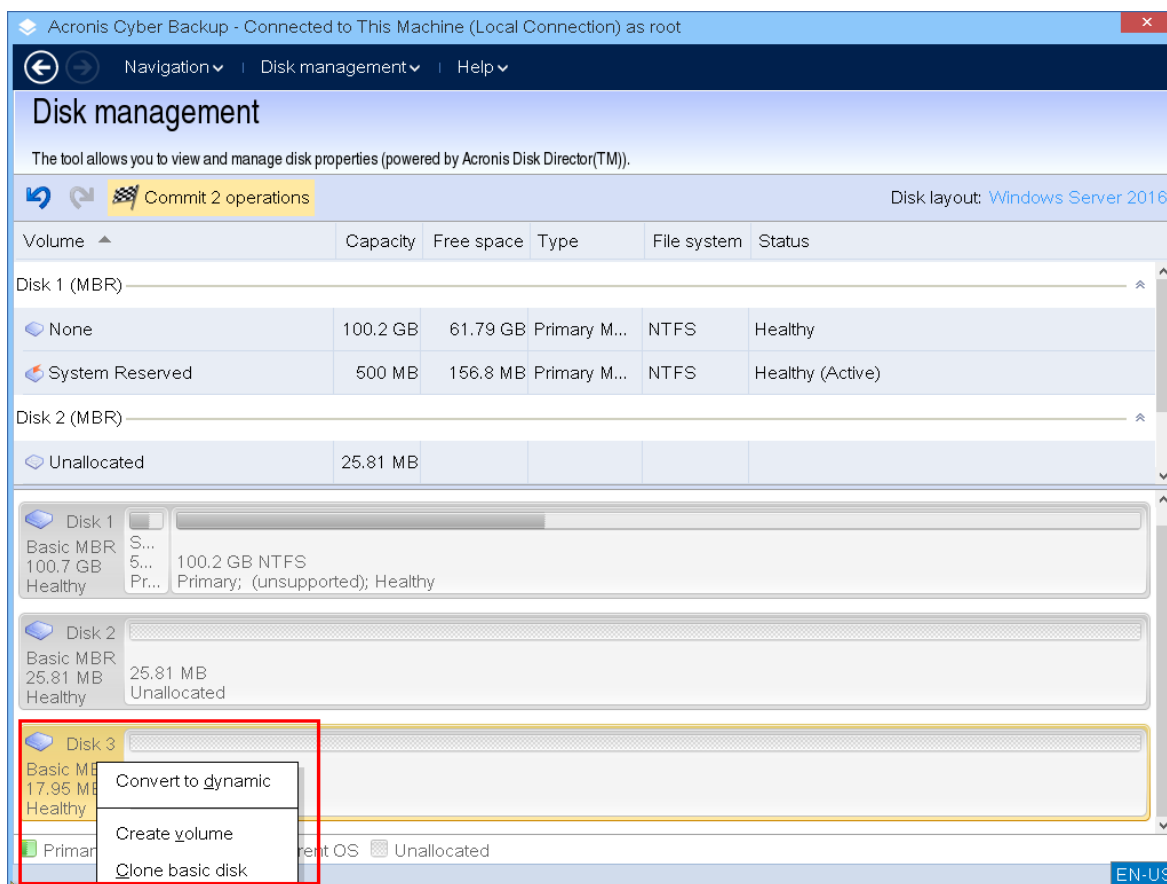 Acronis Cyber Backup - Connected to This Machine (Local Connection) as root
Navigation Disk management Help
Disk management
The tool allows you to view and manage disk properties (powered by Acronis Disk Director(TM)).
Commit 2 operations Disk layout: Windows Server 2016
Volume Capacity Free space Type File system Status
Disk 1 (MBR)
None 100.2 GB 61.79 GB Primary M... NTFS Healthy
System Reserved 500 MB 156.8 MB Primary M... NTFS Healthy (Active)
Disk 2 (MBR)
Unallocated 25.81 MB
Disk 1
Basic MBR
100.7 GB
Healthy
S...
5...
Pr...
100.2 GB NTFS
Primary; (unsupported); Healthy
Disk 2
Basic MBR
25.81 MB
Healthy
25.81 MB
Unallocated
Disk 3
Basic
17.95
Healthy
Convert to dynamic
Create volume
Clone basic disk
OS Unallocated
EN-US